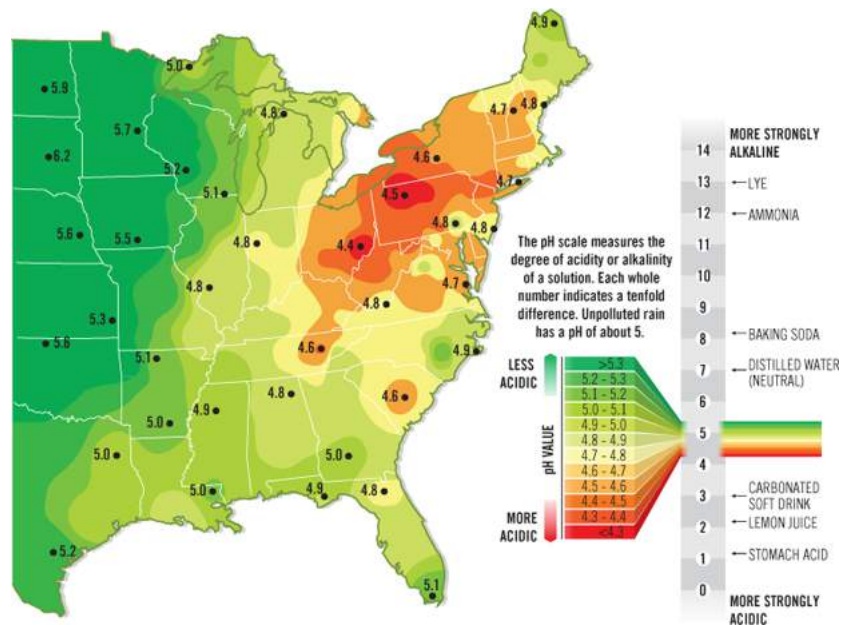 4.9
5.0
5.9
4.8
4.7
4.8
5.7
4.6
6.2
5.2
4.7
5.1
4.5
4.8
4.8
5.6
5.5
4.8
4.4
4.7
4.8
4.8
5.3
5.6
4.6
4.9
5.1
4.8
4.6
4.9
5.0
5.0
5.0
4.8
5.0
4.9
5.2
5.1
The pH scale measures the
degree of acidity or alkalinity
of a solution. Each whole
number indicates a tenfold
difference. Unpolluted rain
has a pH of about 5.
LESS
ACIDIC
pH VALUE
MORE
ACIDIC
>5.3
5.2 - 5.3
5.1 - 5.2
5.0 - 5.1
4.9 - 5.0
4.8 - 4.9
4.7 - 4.8
4.6 - 4.7
4.5 - 4.6
4.4 - 4.5
4.3 - 4.4
<4.3
MORE STRONGLY
ALKALINE
14
13
LYE
12
AMMONIA
11
10
9
8
BAKING SODA
7
DISTILLED WATER
(NEUTRAL)
6
5
4
3
CARBONATED
SOFT DRINK
2
LEMON JUICE
1
STOMACH ACID
0
MORE STRONGLY
ACIDIC